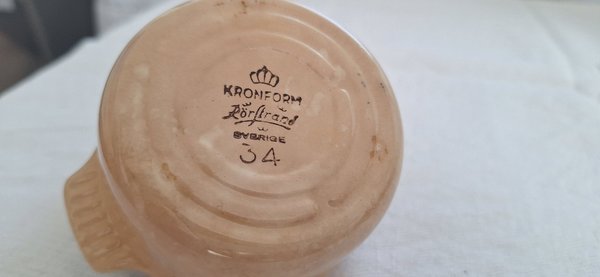 KRONFORM
Rörstrand
SVERIGE
34